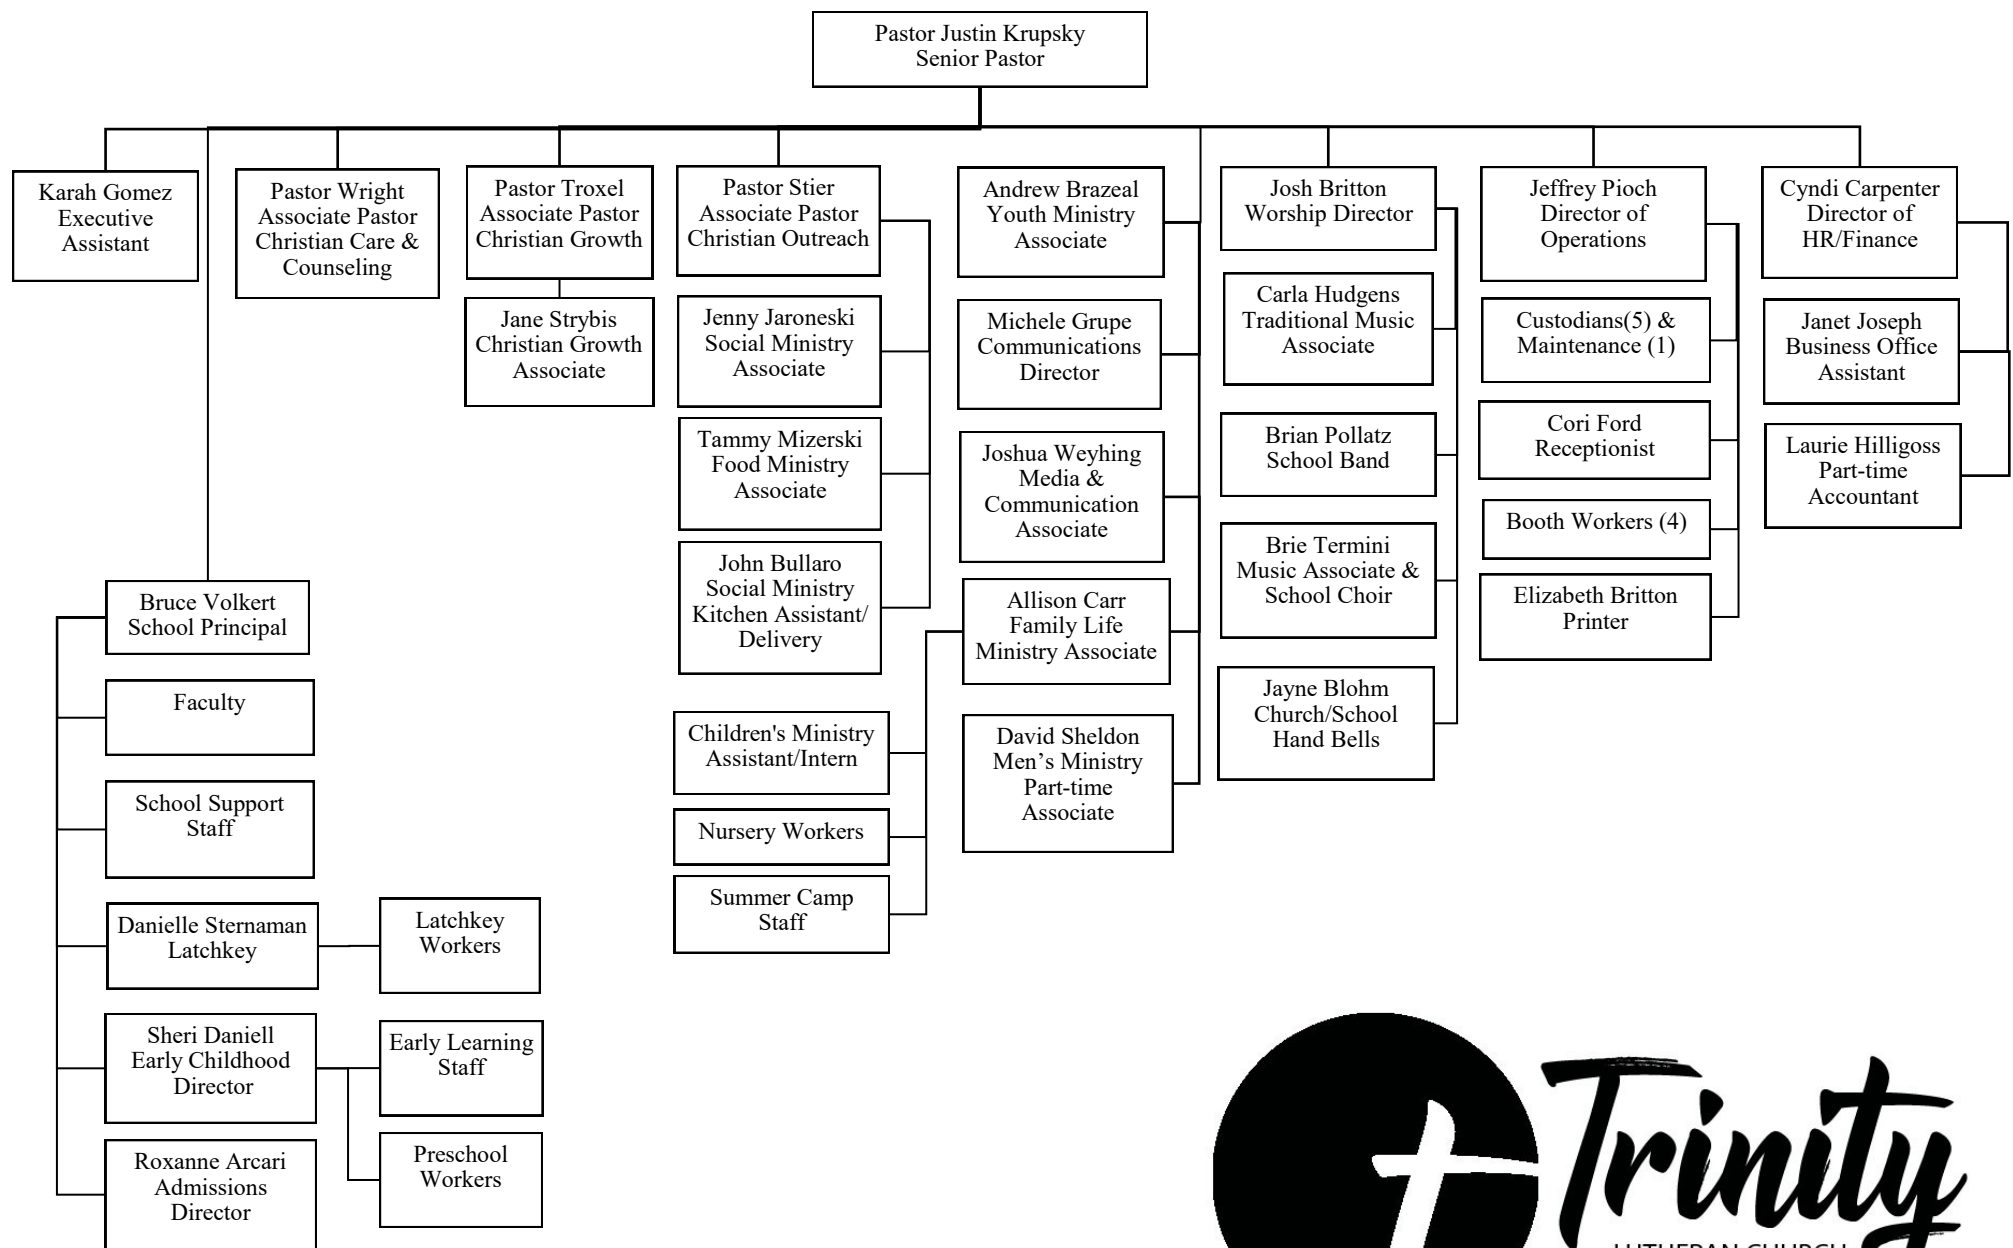 Pastor Justin Krupsky
Senior Pastor
Karah Gomez
Executive
Assistant
Pastor Wright
Associate Pastor
Christian Care &
Counseling
Pastor Troxel
Associate Pastor
Christian Growth
Jane Strybis
Christian Growth
Associate
Pastor Stier
Associate Pastor
Christian Outreach
Jenny Jaroneski
Social Ministry
Associate
Tammy Mizerski
Food Ministry
Associate
John Bullaro
Social Ministry
Kitchen Assistant/
Delivery
Andrew Brazeal
Youth Ministry
Associate
Michele Grupe
Communications
Director
Joshua Weyhing
Media &
Communication
Associate
Allison Carr
Family Life
Ministry Associate
Children's Ministry
Assistant/Intern
Nursery Workers
Summer Camp
Staff
David Sheldon
Men’s Ministry
Part-time
Associate
Josh Britton
Worship Director
Carla Hudgens
Traditional Music
Associate
Brian Pollatz
School Band
Brie Termini
Music Associate &
School Choir
Jayne Blohm
Church/School
Hand Bells
Jeffrey Pioch
Director of
Operations
Custodians(5) &
Maintenance (1)
Cori Ford
Receptionist
Booth Workers (4)
Elizabeth Britton
Printer
Cyndi Carpenter
Director of
HR/Finance
Janet Joseph
Business Office
Assistant
Laurie Hilligoss
Part-time
Accountant
Bruce Volkert
School Principal
Faculty
School Support
Staff
Danielle Sternaman
Latchkey
Latchkey
Workers
Sheri Daniell
Early Childhood
Director
Early Learning
Staff
Preschool
Workers
Roxanne Arcari
Admissions
Director
Trinity
LUTHERAN CHURCH